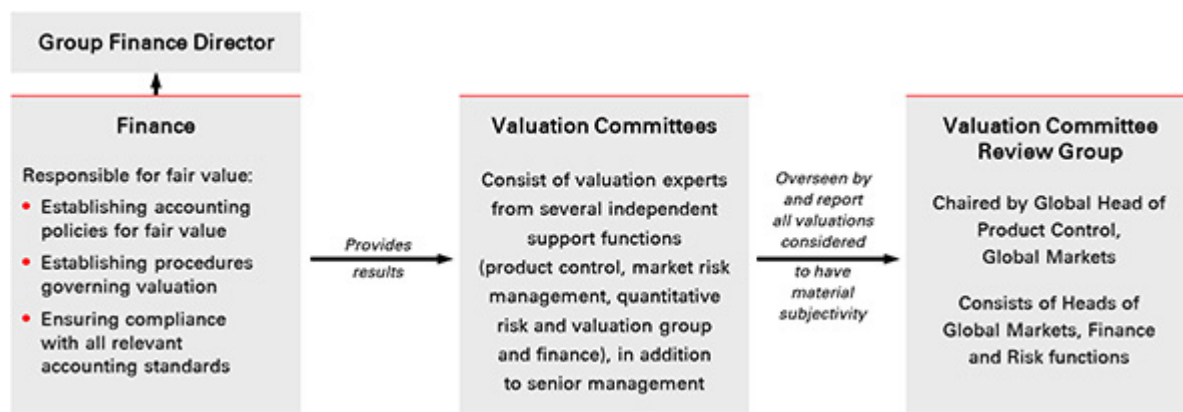 Group Finance Director
Finance
Responsible for fair value:
• Establishing accounting
policies for fair value
• Establishing procedures
governing valuation
• Ensuring compliance
with all relevant
accounting standards
Provides
results
Valuation Committees
Consist of valuation experts
from several independent
support functions
(product control, market risk
management, quantitative
risk and valuation group
and finance), in addition
to senior management
Overseen by
and report
all valuations
considered
to have
material
subjectivity
Valuation Committee
Review Group
Chaired by Global Head of
Product Control,
Global Markets
Consists of Heads of
Global Markets, Finance
and Risk functions